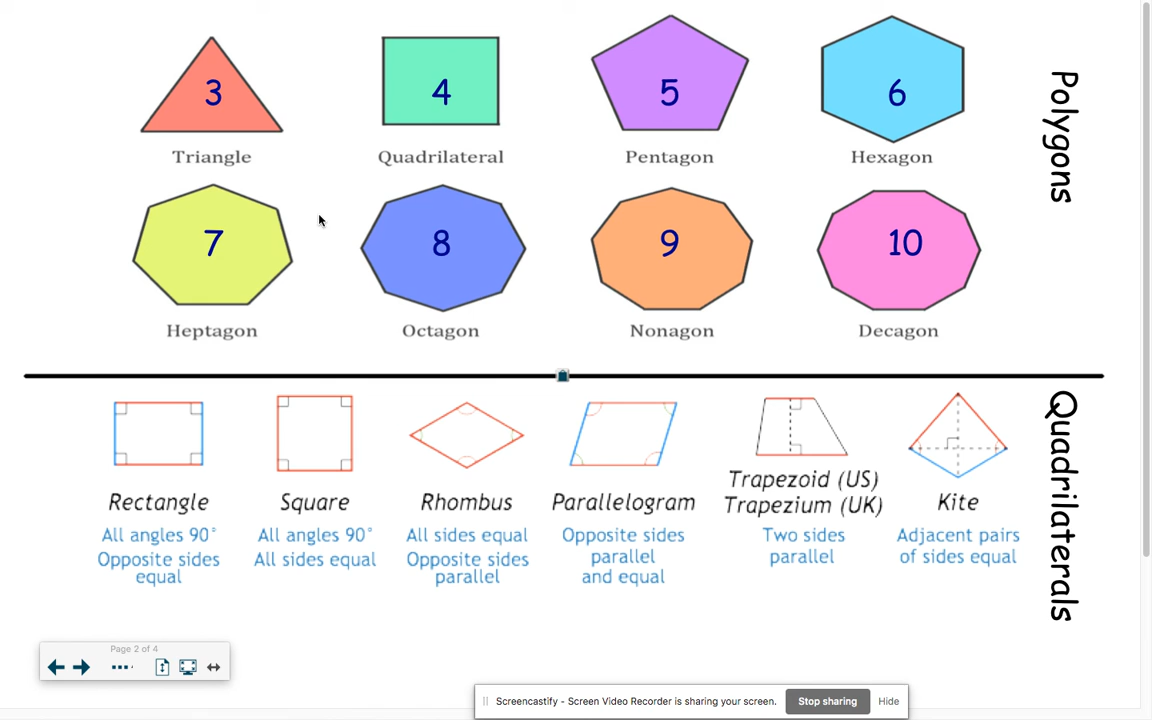 3
4
5
6
Triangle
Quadrilateral
Pentagon
Hexagon
Polygons
7
8
9
10
Heptagon
Octagon
Nonagon
Decagon
Rectangle
All angles 90°
Opposite sides
equal
Square
All angles 90°
All sides equal
Rhombus
All sides equal
Opposite sides
parallel
Parallelogram
Opposite sides
parallel
and equal
Trapezoid (US)
Trapezium (UK)
Two sides
parallel
Kite
Adjacent pairs
of sides equal
Quadrilaterals
Page 2 of 4
Screencastify - Screen Video Recorder is sharing your screen.
Stop sharing
Hide